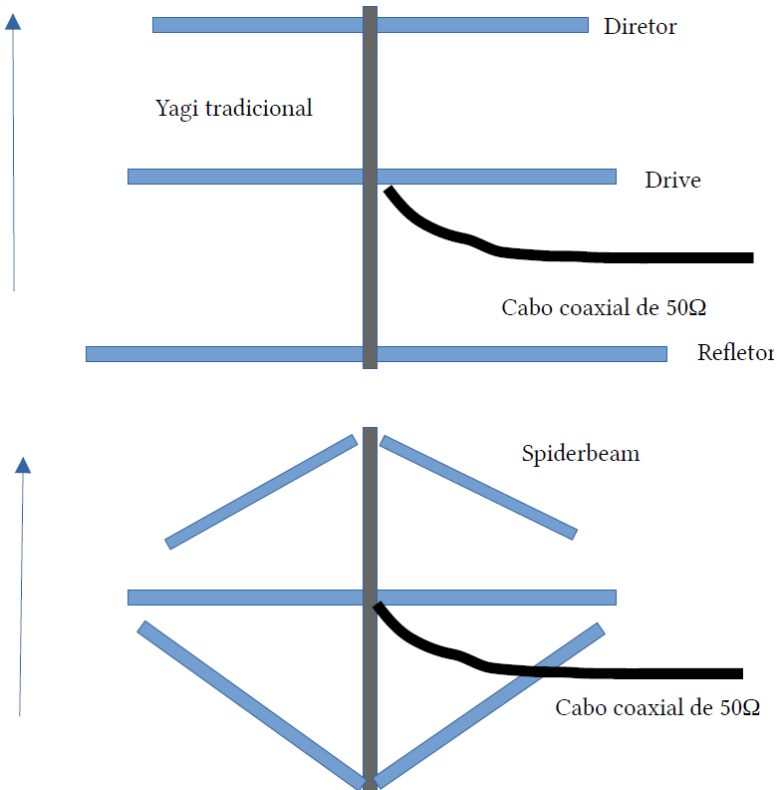 Diretor
Yagi tradicional
Drive
Cabo coaxial de 50Ω
Refletor
Spiderbeam
Cabo coaxial de 50Ω